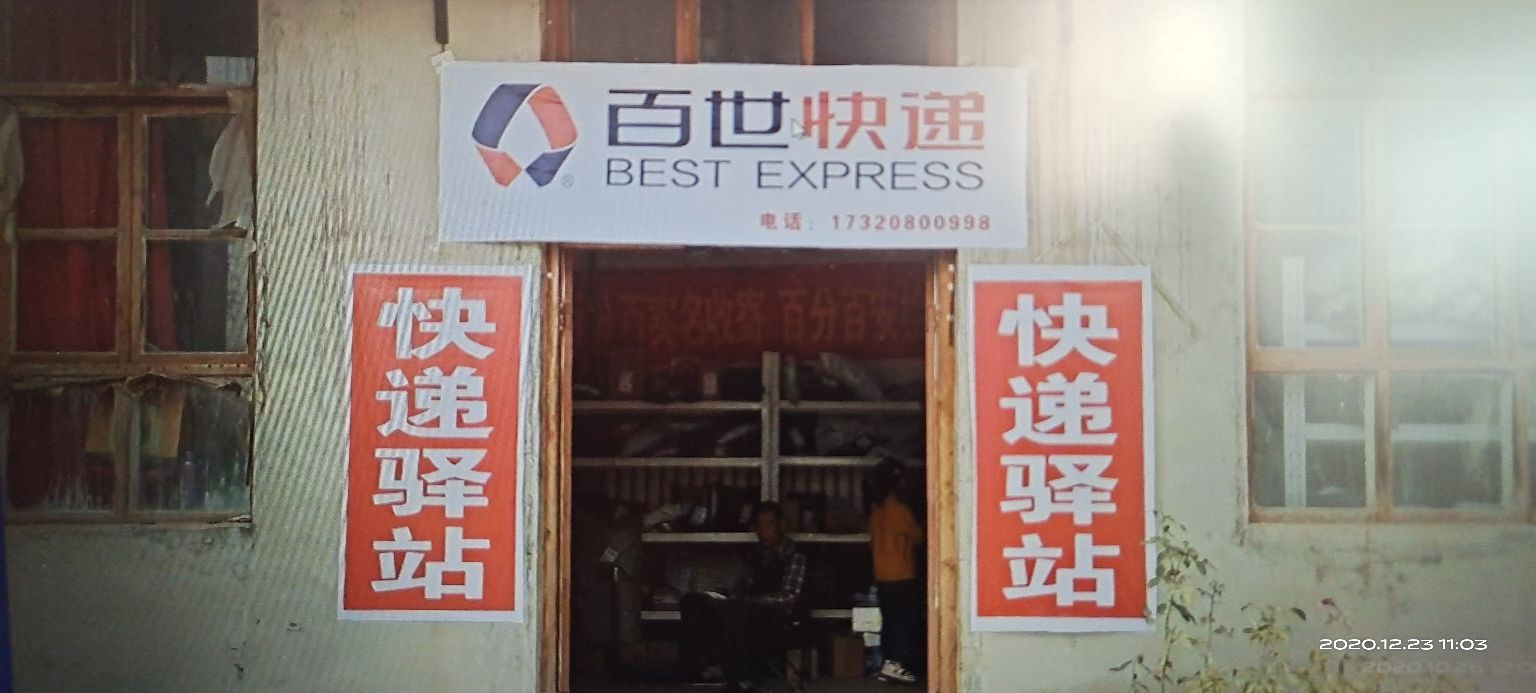 百世快递
BEST EXPRESS
电话：17320800998
快递驿站
百分百
快递驿站
2020.12.23 11:03